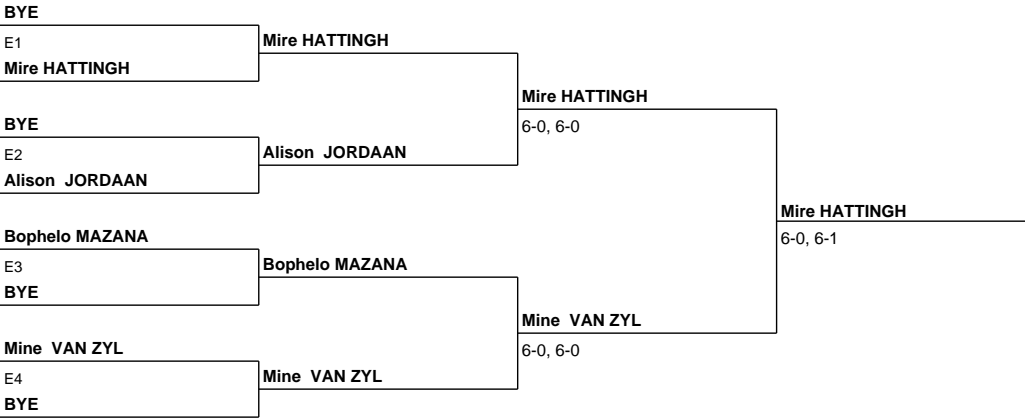 BYE
E1
Mire HATTINGH
Mire HATTINGH
BYE
E2
Alison JORDAAN
Alison JORDAAN
Mire HATTINGH
6-0, 6-0
Bophelo MAZANA
E3
BYE
Bophelo MAZANA
Mine VAN ZYL
E4
BYE
Mine VAN ZYL
Mine VAN ZYL
6-0, 6-0
Mire HATTINGH
6-0, 6-1